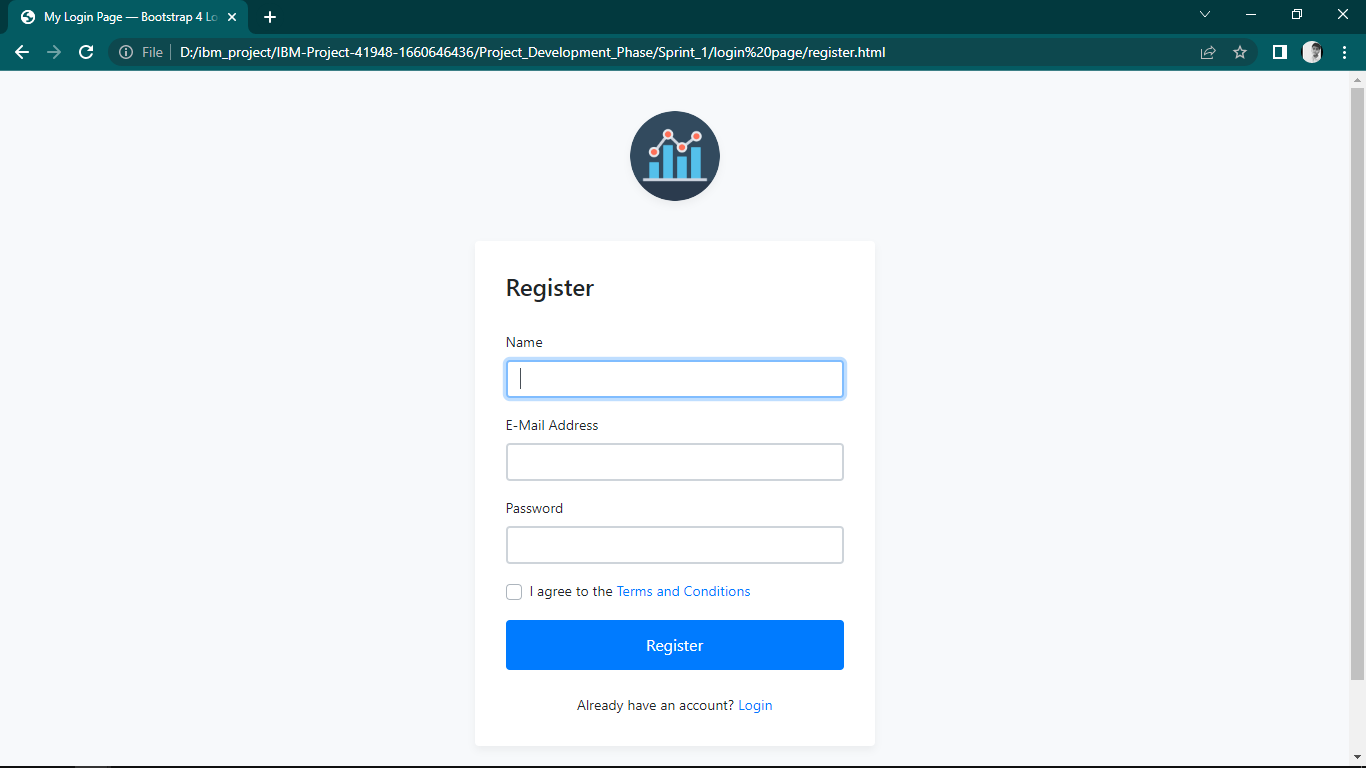 My Login Page — Bootstrap 4 Lo
File
D:/ibm_project/IBM-Project-41948-1660646436/Project_Development_Phase/Sprint_1/login%20page/register.html
Register
Name
E-Mail Address
Password
I agree to the Terms and Conditions
Register
Already have an account? Login